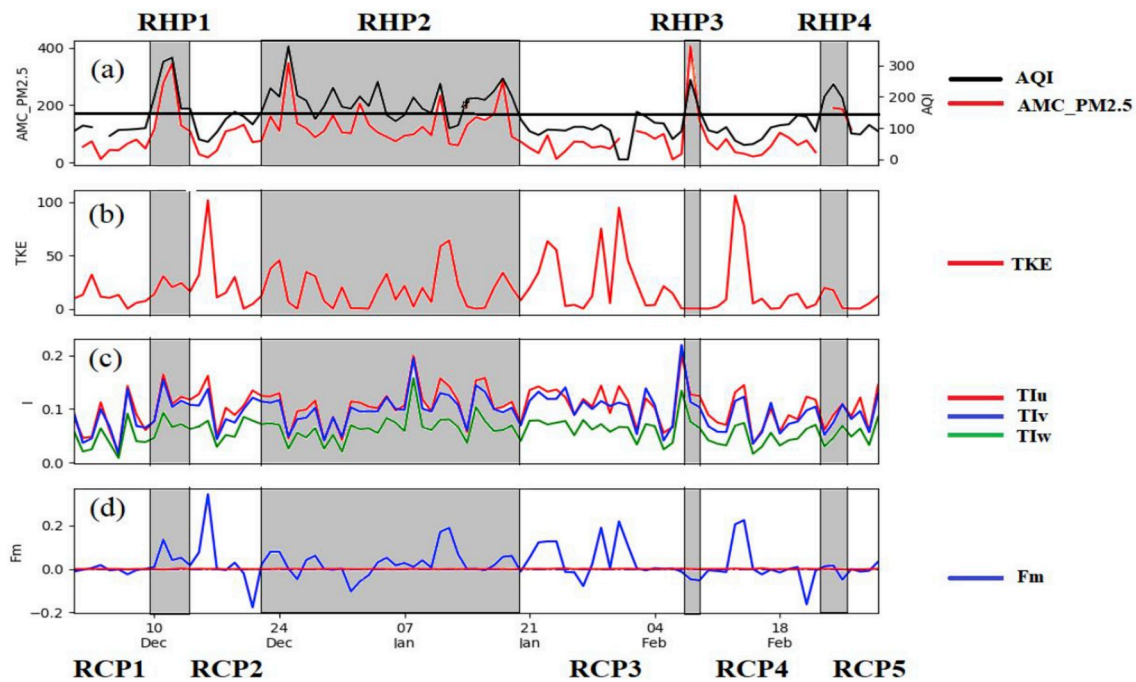 RHP1 RHP2 RHP3 RHP4
(a)
AMC_PM2.5
400
200
0
AQI
300
200
100
0
AQI
AMC_PM2.5
(b)
TKE
100
50
0
TKE
(c)
I
0.2
0.1
0.0
TIu
TIv
TIw
(d)
Fm
0.2
0.0
−0.2
Fm
10 24 07 21 04 18
Dec Dec Jan Jan Feb Feb
RCP1 RCP2 RCP3 RCP4 RCP5